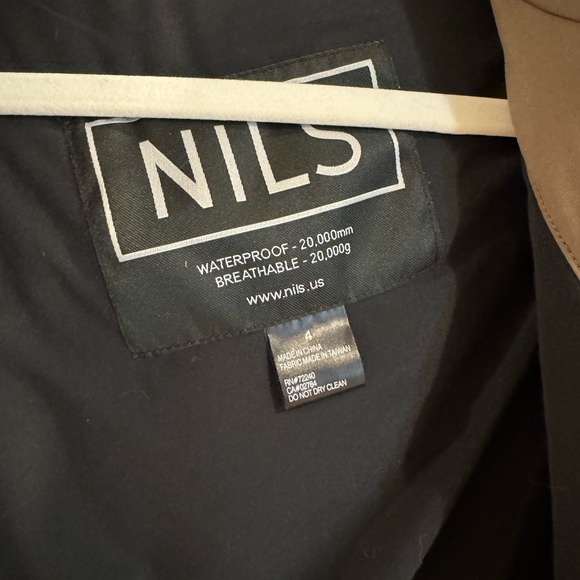 NILS
WATERPROOF - 20,000mm
BREATHABLE - 20,000g
www.nils.us
4
MADE IN CHINA
FABRIC MADE IN TAIWAN
RN#72240
CA#02784
DO NOT DRY CLEAN